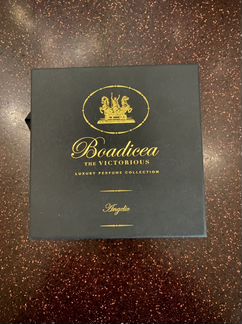 Boadicea
THE VICTORIOUS
LUXURY PERFUME COLLECTION
Angelic